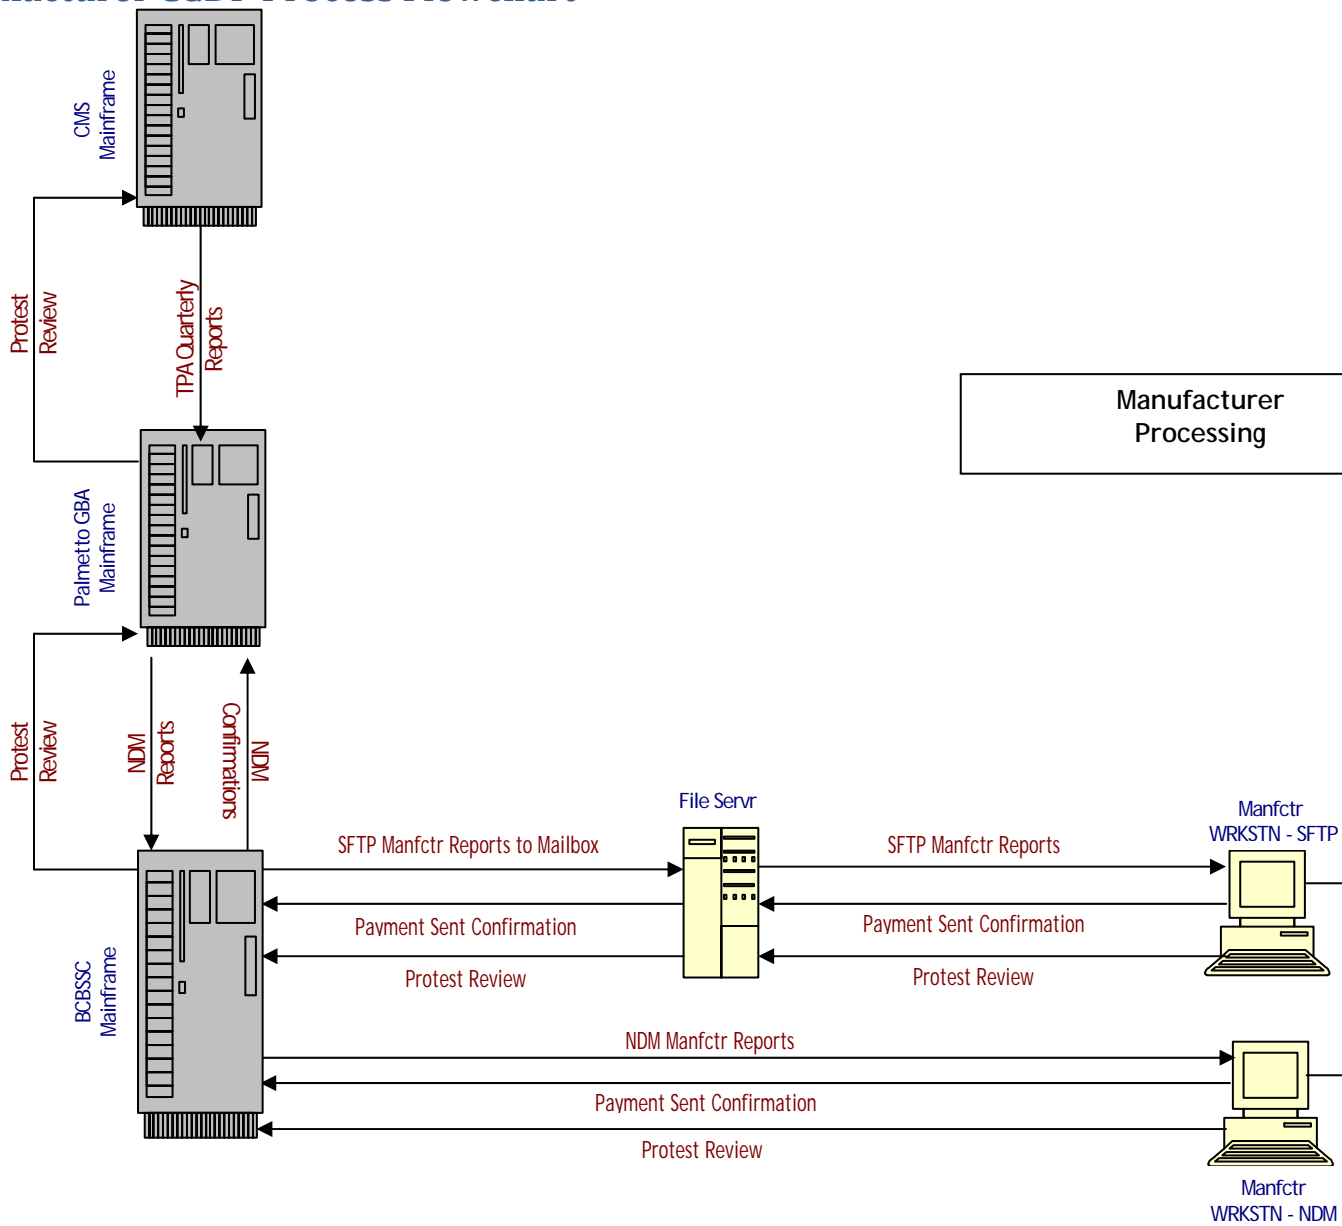 CMS
Mainframe
Protest
Review
TPA Quarterly
Reports
Manufacturer
Processing
Palmetto GBA
Mainframe
Protest
Review
NDM
Reports
NDM
Confirmations
File Servr
Manfctr
WRKSTN - SFTP
SFTP Manfctr Reports to Mailbox
SFTP Manfctr Reports
Payment Sent Confirmation
Payment Sent Confirmation
Protest Review
Protest Review
BCBSSC
Mainframe
NDM Manfctr Reports
Payment Sent Confirmation
Protest Review
Manfctr
WRKSTN - NDM